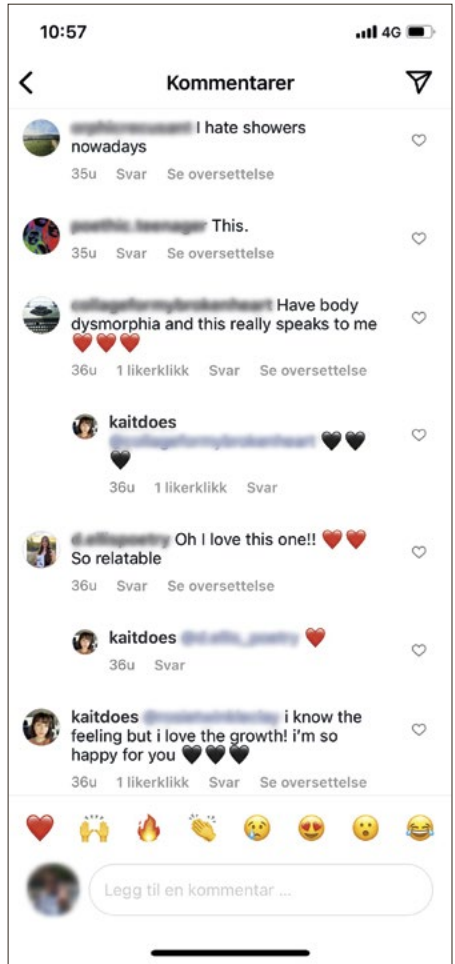 10:57 4G
Kommentarer
I hate showers
nowadays
35u Svar Se oversettelse
This.
35u Svar Se oversettelse
Have body
dysmorphia and this really speaks to me
❤️❤️❤️
36u 1 likerklikk Svar Se oversettelse
kaitdoes
🖤🖤
🖤
36u 1 likerklikk Svar
Oh I love this one!! ❤️❤️
So relatable
36u Svar Se oversettelse
kaitdoes ❤️
36u Svar
kaitdoes i know the
feeling but i love the growth! i'm so
happy for you 🖤🖤🖤
36u 1 likerklikk Svar Se oversettelse
❤️ 🙌 🔥 👏 😢 😍 😮 😂
Legg til en kommentar ...